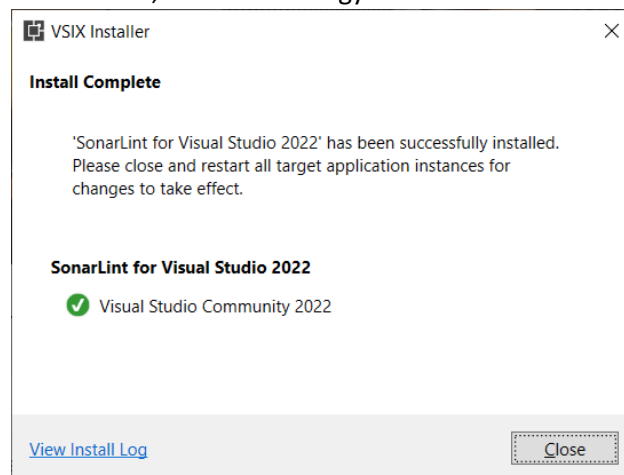 VSIX Installer
Install Complete
'SonarLint for Visual Studio 2022' has been successfully installed.
Please close and restart all target application instances for
changes to take effect.
SonarLint for Visual Studio 2022
Visual Studio Community 2022
View Install Log
Close